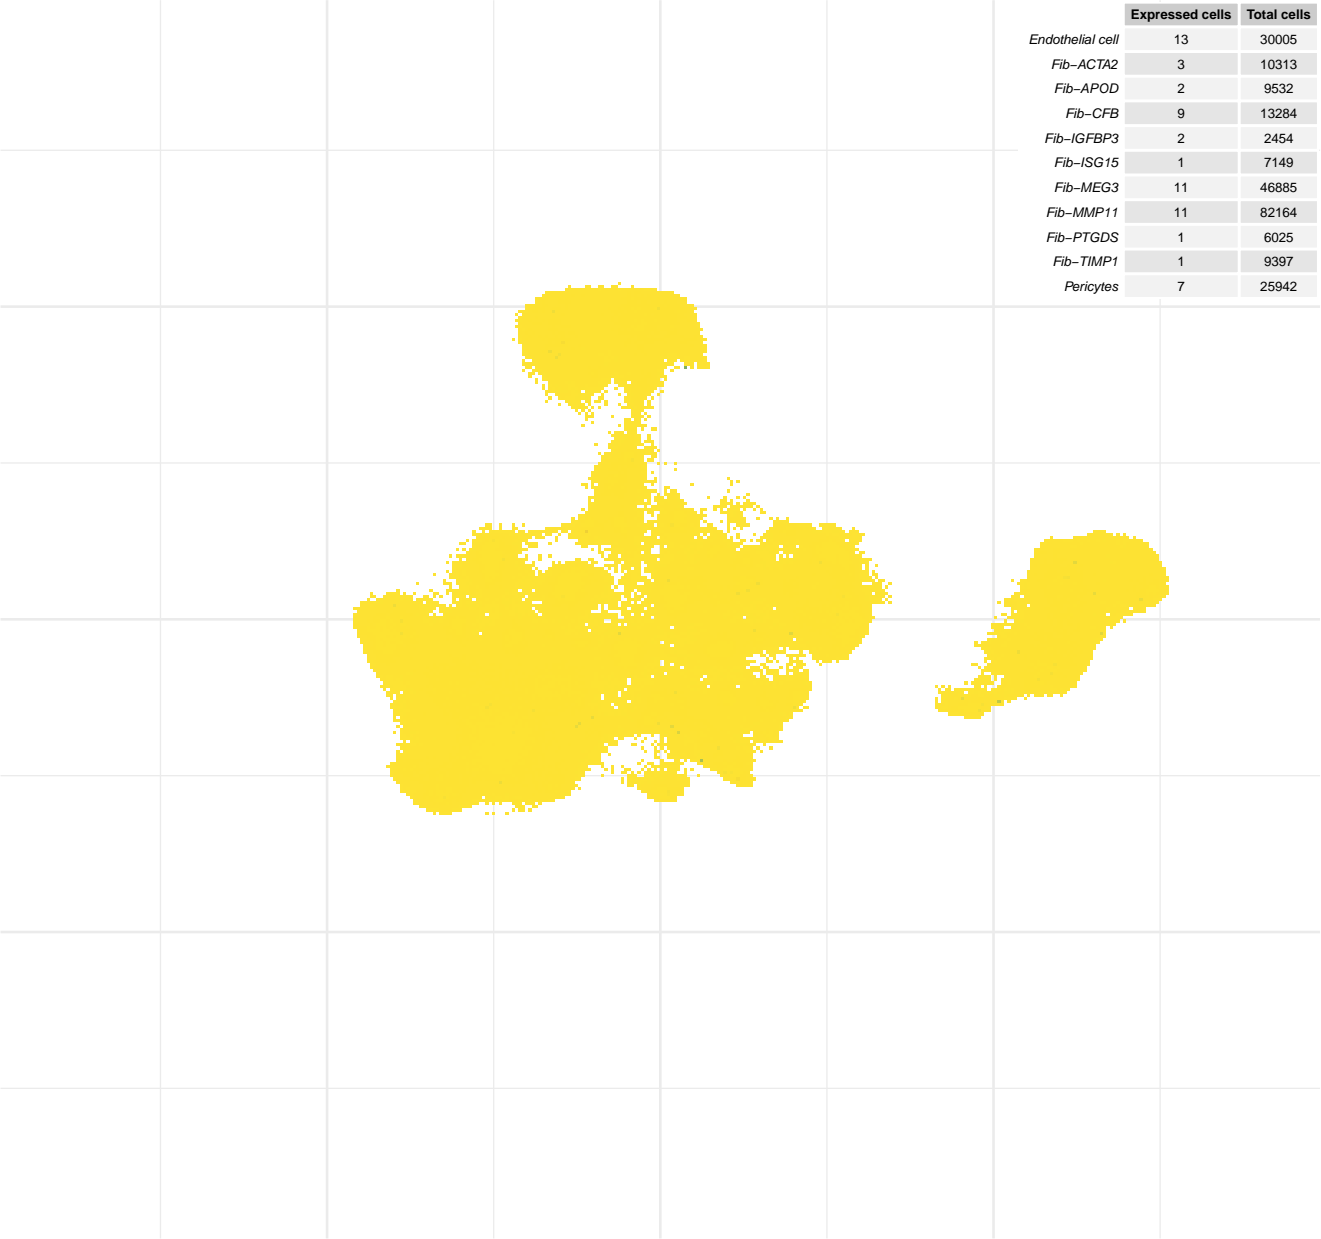 Expressed cells Total cells
Endothelial cell 13 30005
Fib−ACTA2 3 10313
Fib−APOD 2 9532
Fib−CFB 9 13284
Fib−IGFBP3 2 2454
Fib−ISG15 1 7149
Fib−MEG3 11 46885
Fib−MMP11 11 82164
Fib−PTGDS 1 6025
Fib−TIMP1 1 9397
Pericytes 7 25942